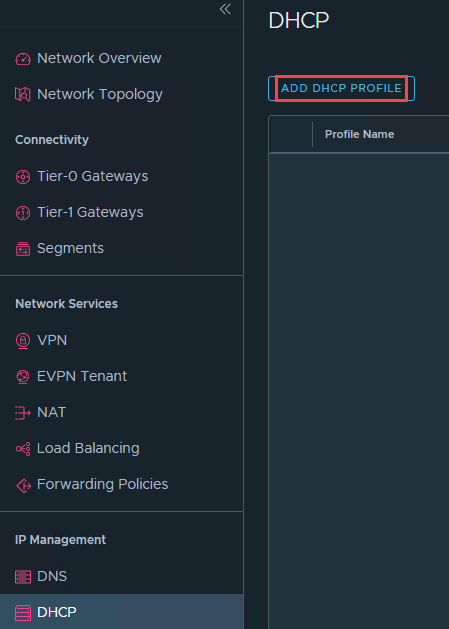 Network Overview
Network Topology
Connectivity
Tier-0 Gateways
Tier-1 Gateways
Segments
Network Services
VPN
EVPN Tenant
NAT
Load Balancing
Forwarding Policies
IP Management
DNS
DHCP
DHCP
ADD DHCP PROFILE
Profile Name